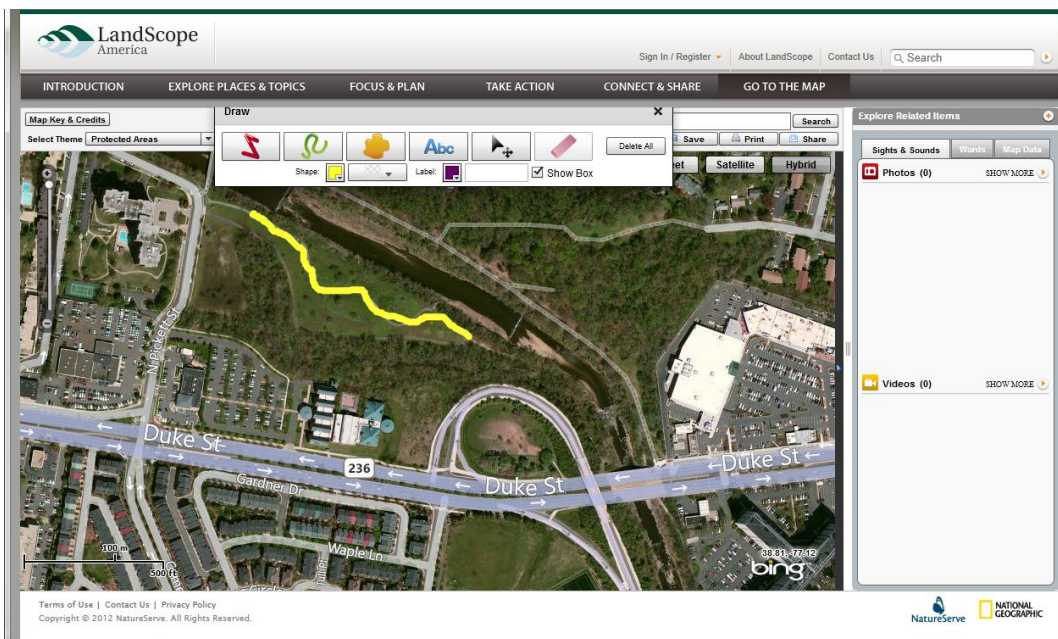 LandScope
America
Sign In / Register
About LandScope
Contact Us
Search
INTRODUCTION
EXPLORE PLACES & TOPICS
FOCUS & PLAN
TAKE ACTION
CONNECT & SHARE
GO TO THE MAP
Map Key & Credits
Draw
Search
Explore Related Items
Select Theme
Protected Areas
Abc
Delete All
Save
Print
Share
Shape:
Label:
Show Box
eet
Satellite
Hybrid
Sights & Sounds
Words
Map Data
Photos (0)
SHOW MORE
Videos (0)
SHOW MORE
N Pickett St
Duke St
236
Duke St
Duke St
Gardner Dr
Waple Ln
100 m
500 ft
38.81, -77.12
bing
Terms of Use | Contact Us | Privacy Policy
Copyright © 2012 NatureServe. All Rights Reserved.
NatureServe
NATIONAL
GEOGRAPHIC